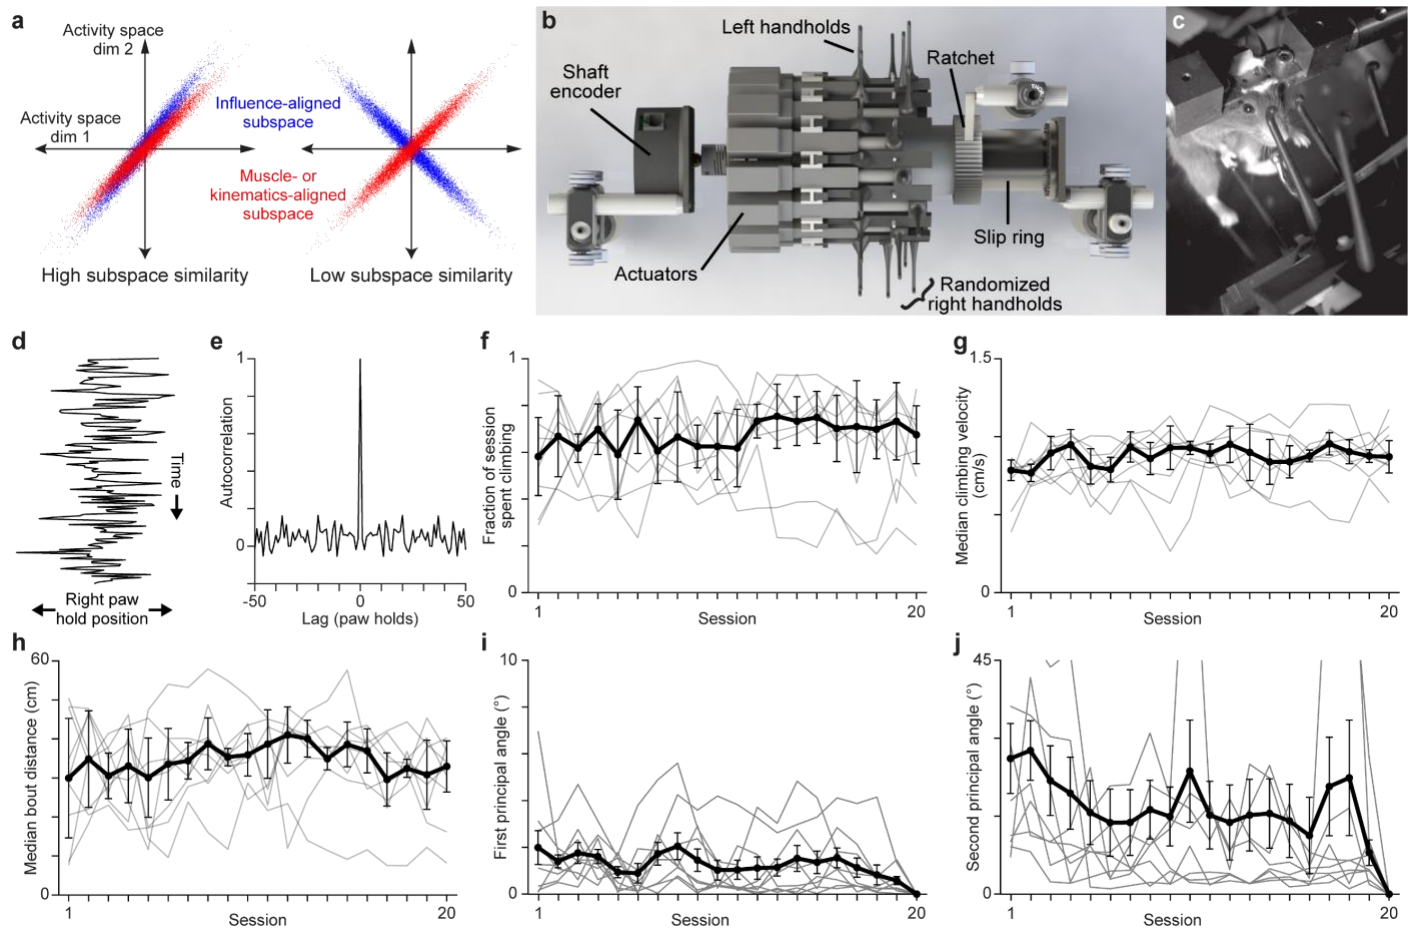 a
Activity space
dim 2
Activity space
dim 1
Influence-aligned
subspace
Muscle- or
kinematics-aligned
subspace
High subspace similarity
Low subspace similarity
b
Left handholds
Shaft
encoder
Ratchet
Actuators
Slip ring
Randomized
right handholds
c
d
Time
Right paw
hold position
e
Autocorrelation
1
0
-50
0
50
Lag (paw holds)
f
Fraction of session
spent climbing
1
0
1
20
Session
g
Median climbing velocity
(cm/s)
1.5
0
1
20
Session
h
Median bout distance (cm)
60
0
1
20
Session
i
First principal angle (°)
10
0
1
20
Session
j
Second principal angle (°)
45
0
1
20
Session